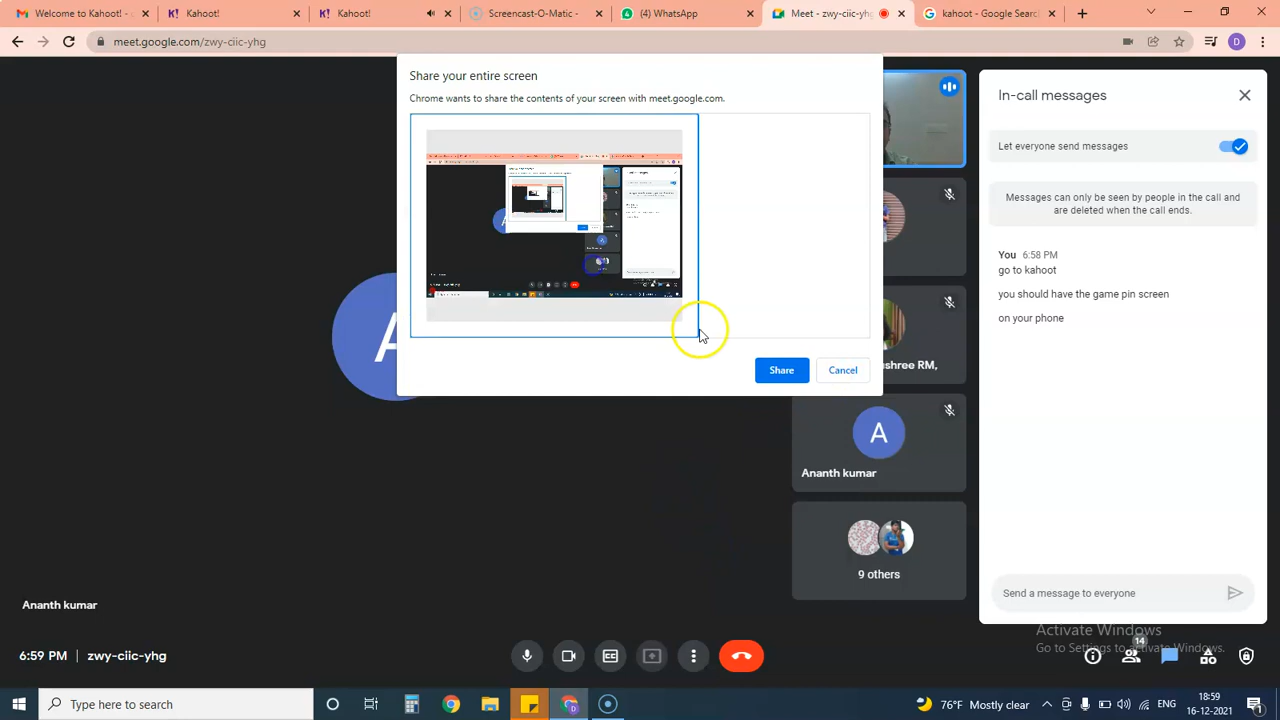 Welcome to Kahoot! -
Kahoot!
Kahoot!
Screencast-O-Matic -
(4) WhatsApp
Meet - zwy-ciic-yhg
kahoot - Google Search
meet.google.com/zwy-ciic-yhg
D
Share your entire screen
Chrome wants to share the contents of your screen with meet.google.com.
Share
Cancel
In-call messages
Let everyone send messages
Messages can only be seen by people in the call and
are deleted when the call ends.
You 6:58 PM
go to kahoot
you should have the game pin screen
on your phone
shree RM,
A
A
Ananth kumar
9 others
Send a message to everyone
Ananth kumar
Activate Windows
Go to Settings to activate Windows.
6:59 PM | zwy-ciic-yhg
14
Type here to search
76°F Mostly clear
ENG
18:59
16-12-2021
1